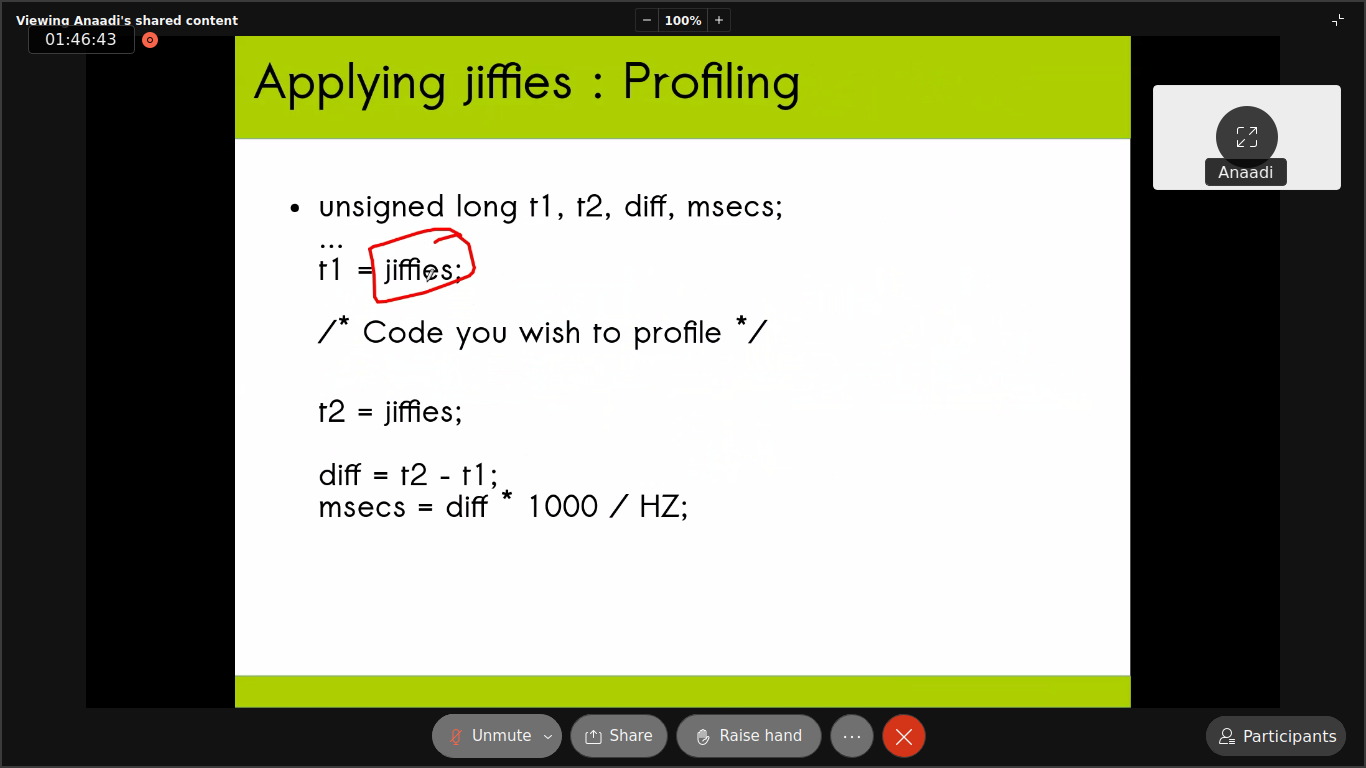 Viewing Anaadi's shared content
− 100% +
01:46:43
Applying jiffies : Profiling
Anaadi
• unsigned long t1, t2, diff, msecs;
...
t1 = jiffies;
/* Code you wish to profile */
t2 = jiffies;
diff = t2 - t1;
msecs = diff * 1000 / HZ;
Unmute Share Raise hand ... Participants